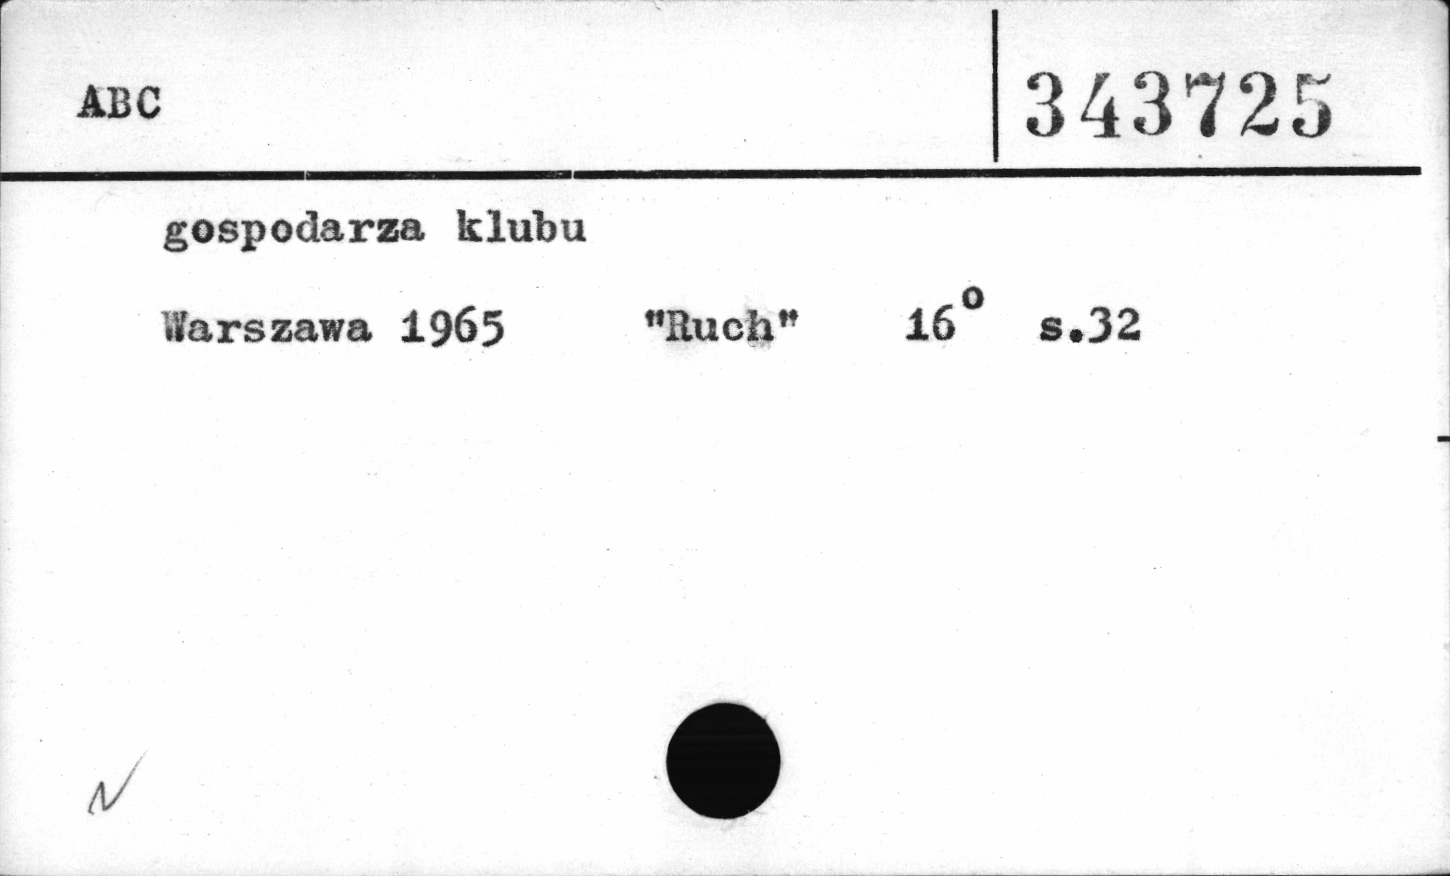 ABC 343725
gospodarza klubu
Warszawa 1965 "Ruch" 16° s.32